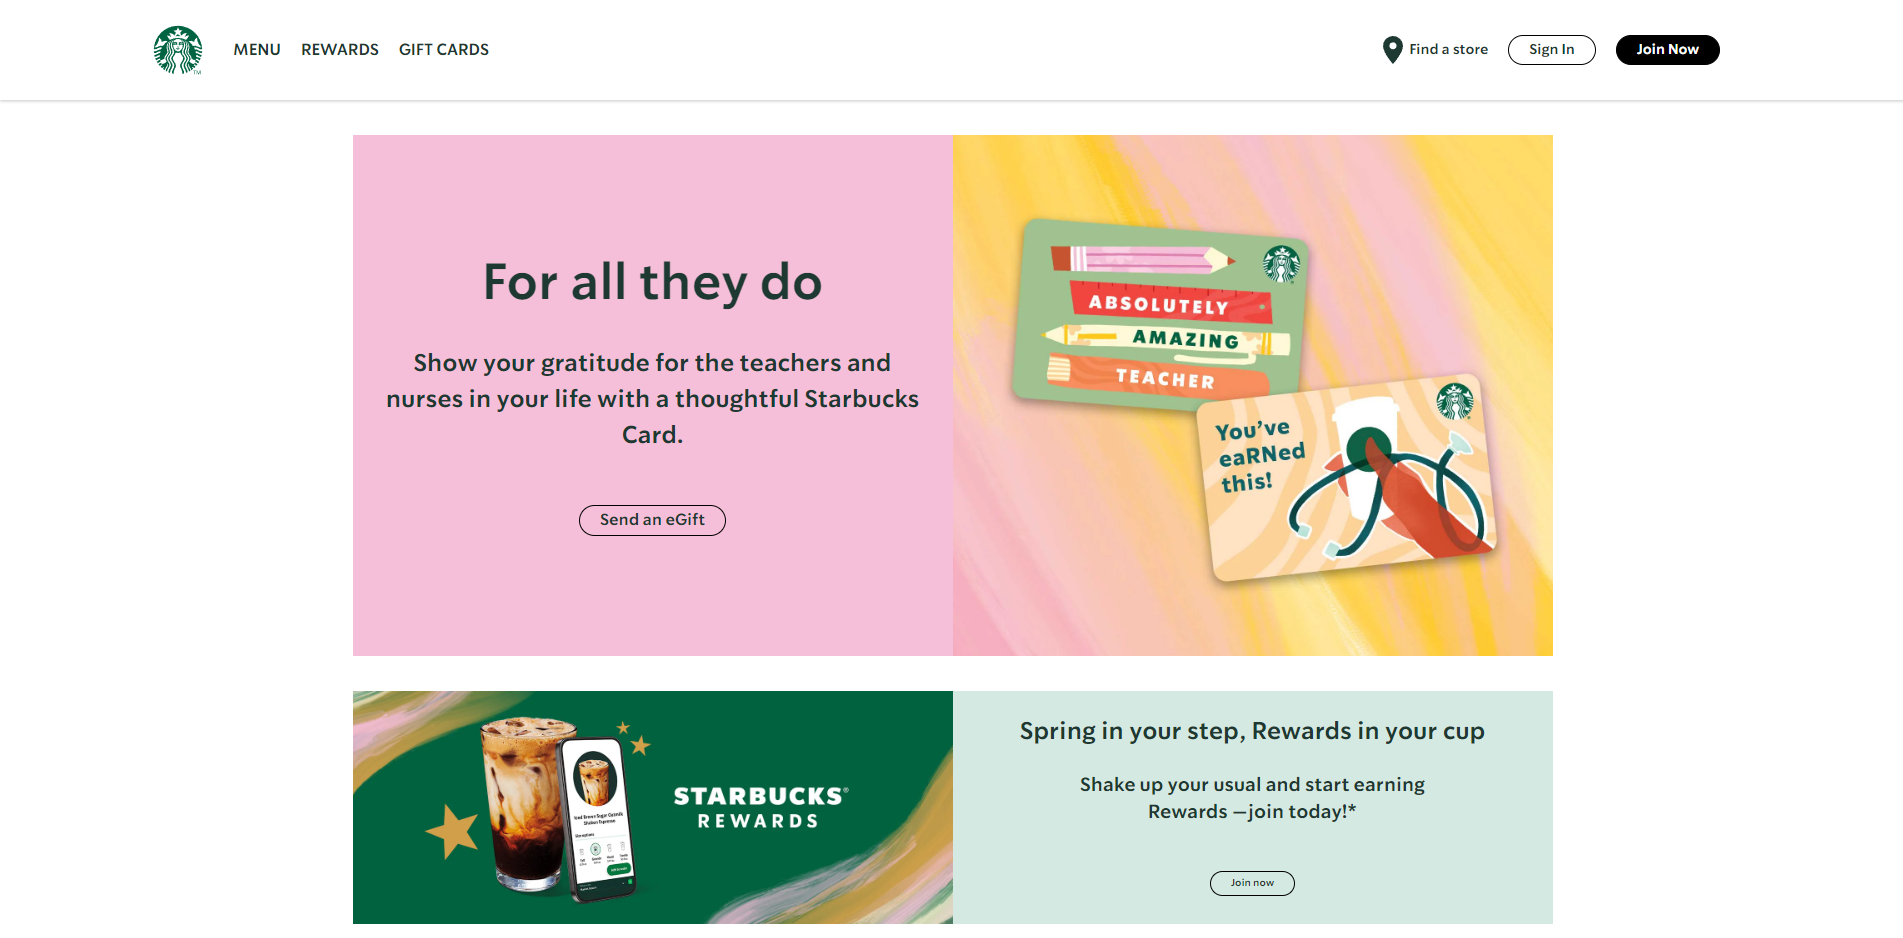 MENU REWARDS GIFT CARDS Find a store Sign In Join Now
For all they do
Show your gratitude for the teachers and
nurses in your life with a thoughtful Starbucks
Card.
Send an eGift
ABSOLUTELY
AMAZING
TEACHER
You've
eaRNed
this!
STARBUCKS®
REWARDS
Spring in your step, Rewards in your cup
Shake up your usual and start earning
Rewards —join today!*
Join now